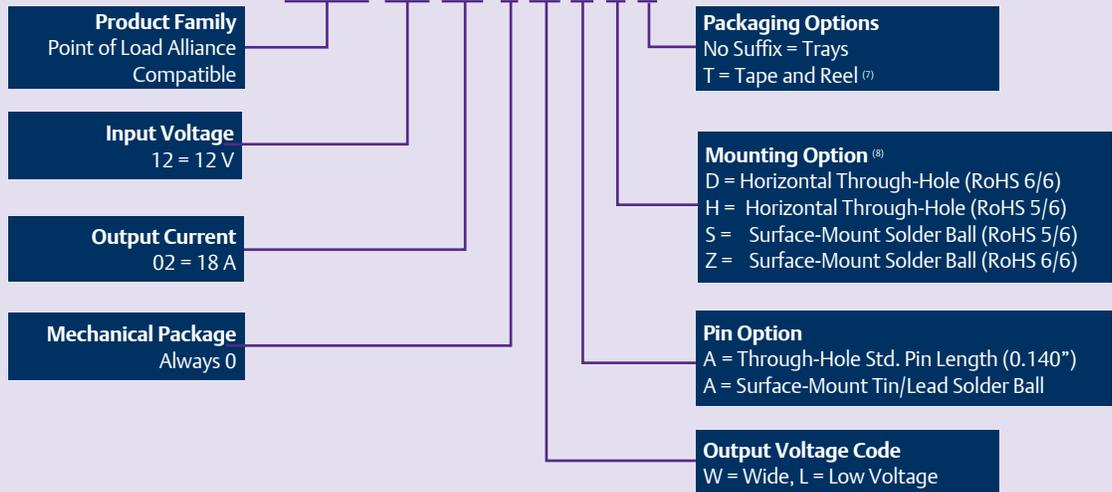 Product Family
Point of Load Alliance
Compatible
Input Voltage
12 = 12 V
Output Current
02 = 18 A
Mechanical Package
Always 0
Packaging Options
No Suffix = Trays
T = Tape and Reel (7)
Mounting Option (8)
D = Horizontal Through-Hole (RoHS 6/6)
H = Horizontal Through-Hole (RoHS 5/6)
S = Surface-Mount Solder Ball (RoHS 5/6)
Z = Surface-Mount Solder Ball (RoHS 6/6)
Pin Option
A = Through-Hole Std. Pin Length (0.140”)
A = Surface-Mount Tin/Lead Solder Ball
Output Voltage Code
W = Wide, L = Low Voltage